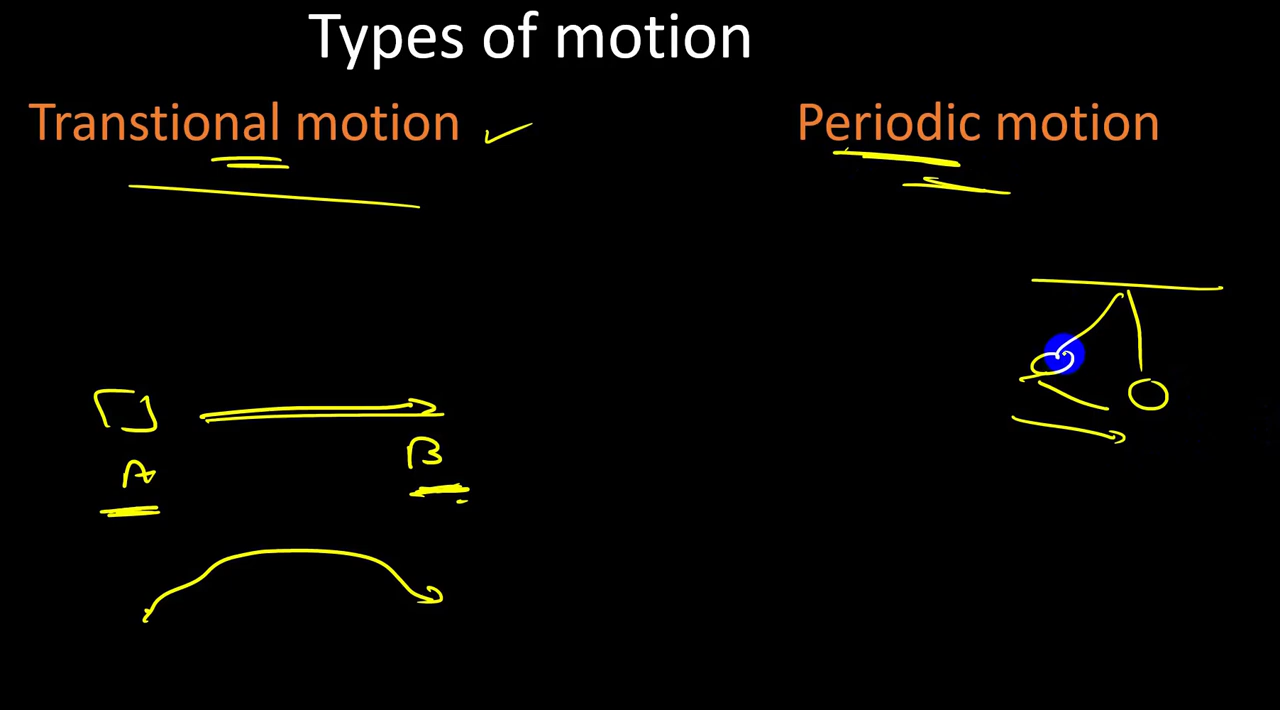 Types of motion
Transtional motion
Periodic motion
A
B